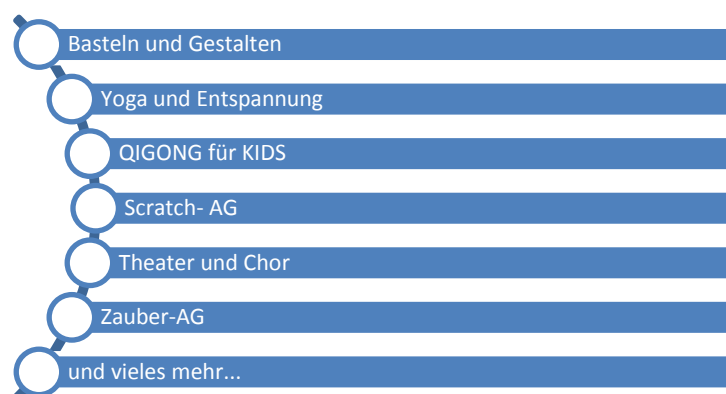 Basteln und Gestalten
Yoga und Entspannung
QIGONG für KIDS
Scratch- AG
Theater und Chor
Zauber-AG
und vieles mehr...